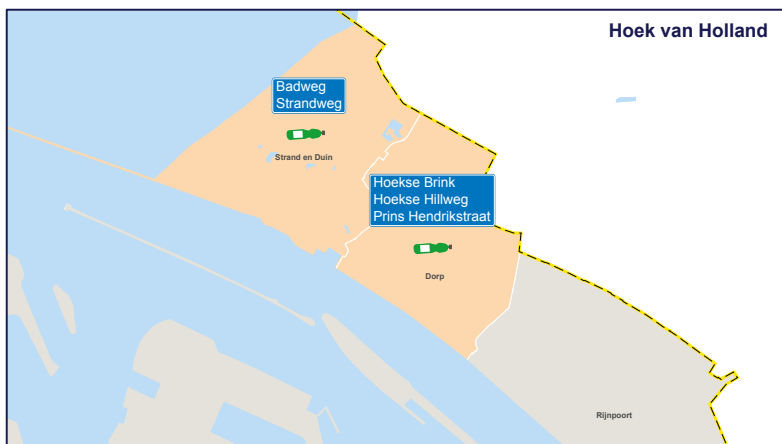 Hoek van Holland
Badweg
Strandweg
Strand en Duin
Hoekse Brink
Hoekse Hillweg
Prins Hendrikstraat
Dorp
Rijnpoort